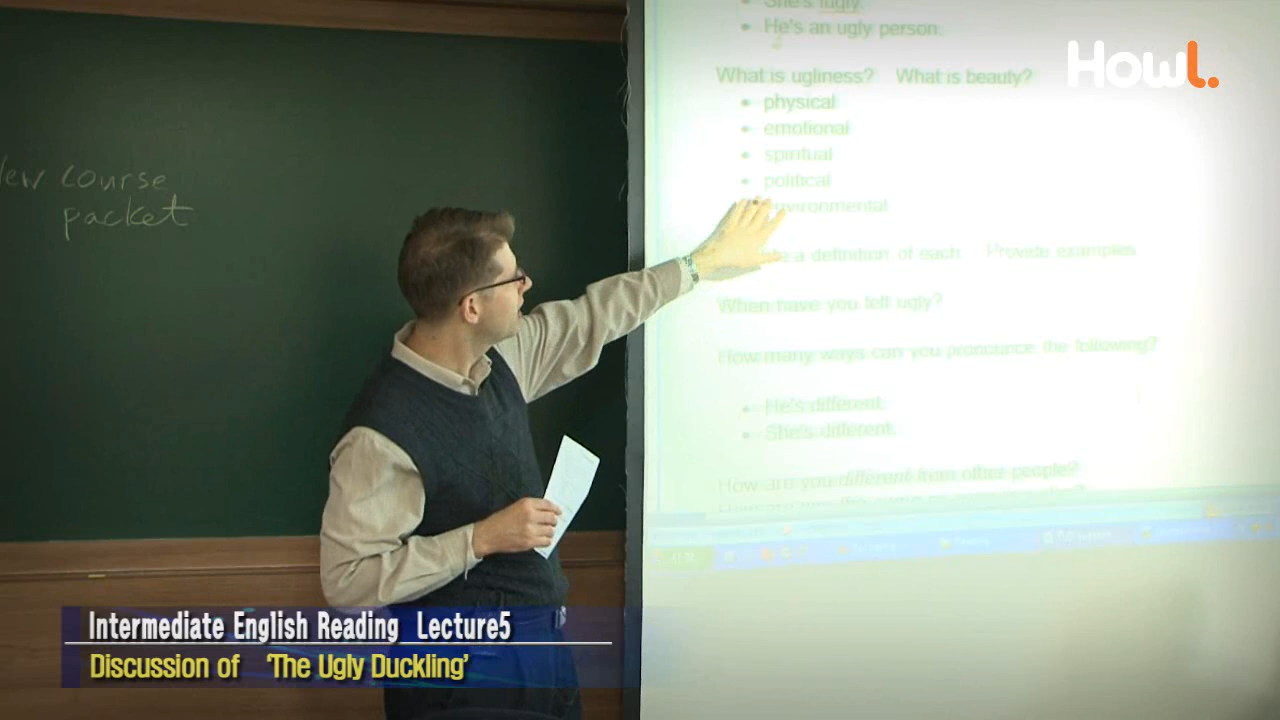 New course
packet
She's ugly.
He's an ugly person.
HowL.
What is ugliness? What is beauty?
physical
emotional
spiritual
political
environmental
a definition of each. Provide examples.
When have you felt ugly?
How many ways can you pronounce the following?
He's different.
She's different.
How are you different from other people?
Intermediate English Reading Lecture5
Discussion of 'The Ugly Duckling'